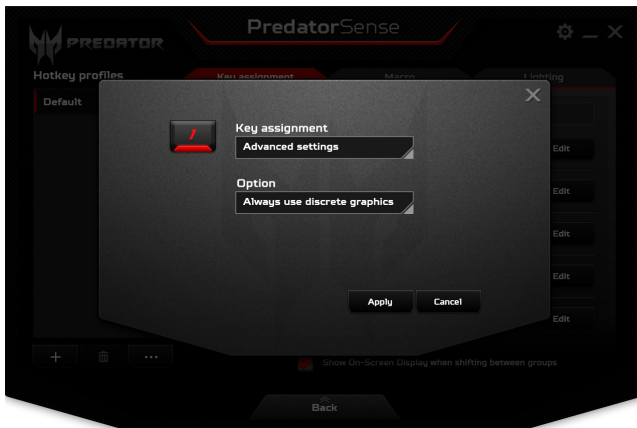 PredatorSense
PREDATOR
Hotkey profiles
Key assignment
Macro
Lighting
Default
1
Key assignment
Advanced settings
Option
Always use discrete graphics
Edit
Edit
Edit
Edit
Edit
Apply
Cancel
Show On-Screen Display when shifting between groups
Back